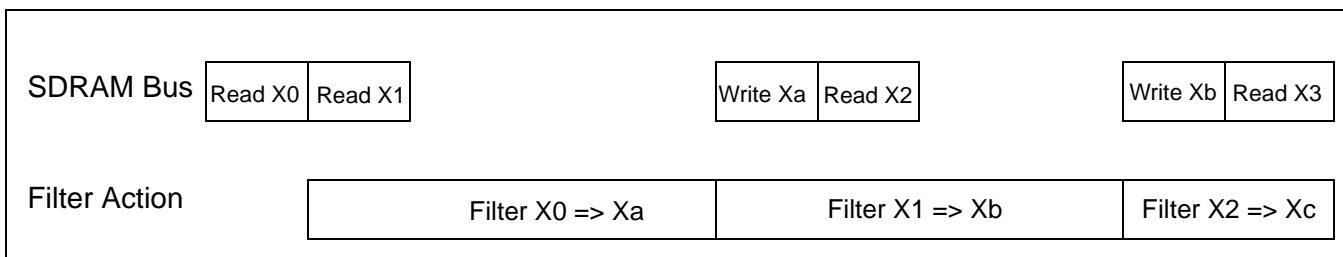 SDRAM Bus Read X0 Read X1 Write Xa Read X2 Write Xb Read X3
Filter Action Filter X0 => Xa Filter X1 => Xb Filter X2 => Xc